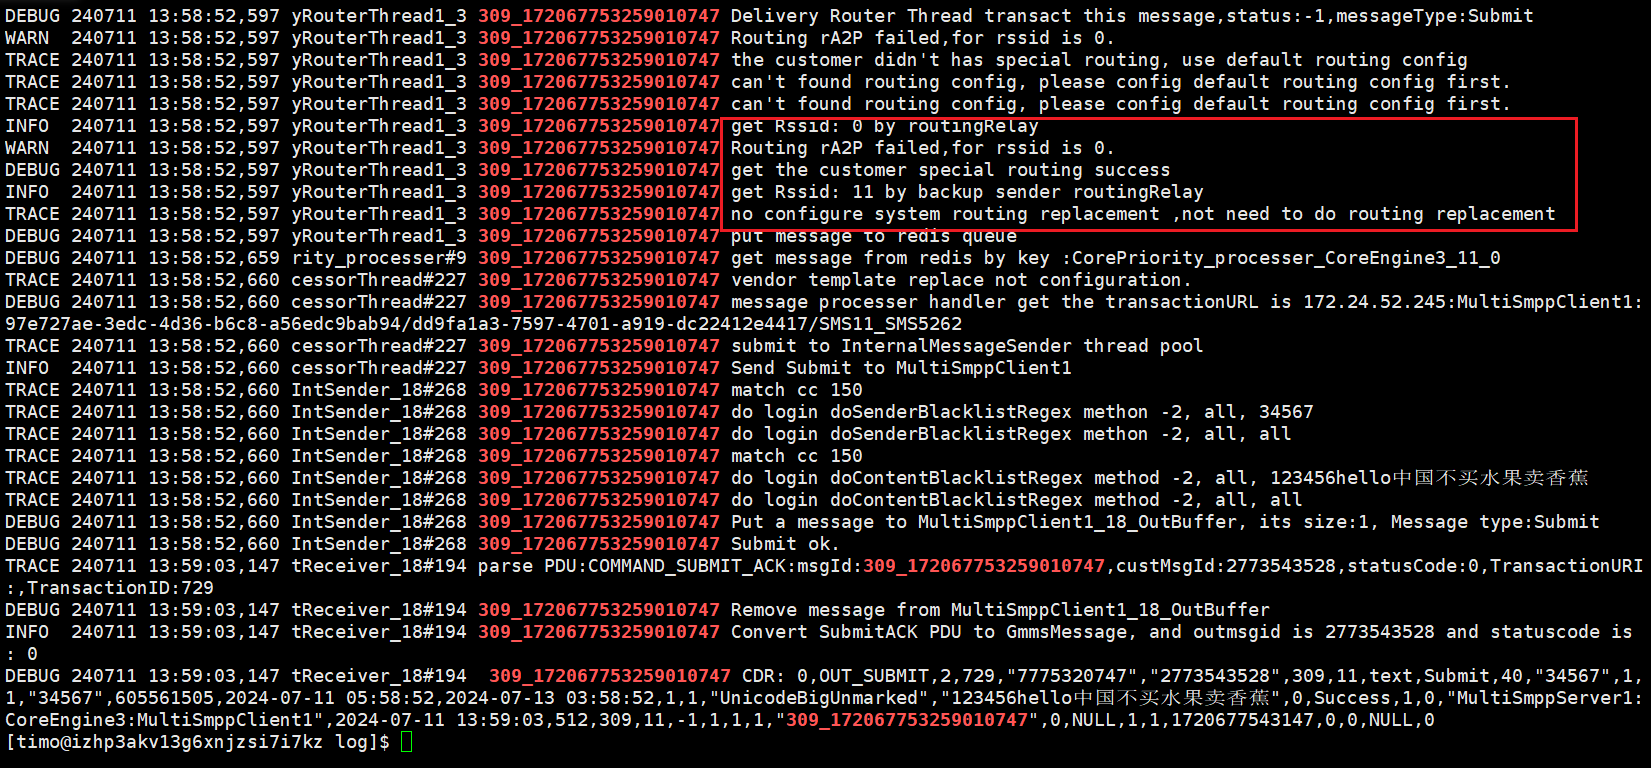 DEBUG 240711 13:58:52,597 yRouterThread1_3 309_172067753259010747 Delivery Router Thread transact this message,status:-1,messageType:Submit
WARN  240711 13:58:52,597 yRouterThread1_3 309_172067753259010747 Routing rA2P failed,for rssid is 0.
TRACE 240711 13:58:52,597 yRouterThread1_3 309_172067753259010747 the customer didn't has special routing, use default routing config
TRACE 240711 13:58:52,597 yRouterThread1_3 309_172067753259010747 can't found routing config, please config default routing config first.
TRACE 240711 13:58:52,597 yRouterThread1_3 309_172067753259010747 can't found routing config, please config default routing config first.
INFO  240711 13:58:52,597 yRouterThread1_3 309_172067753259010747 get Rssid: 0 by routingRelay
WARN  240711 13:58:52,597 yRouterThread1_3 309_172067753259010747 Routing rA2P failed,for rssid is 0.
DEBUG 240711 13:58:52,597 yRouterThread1_3 309_172067753259010747 get the customer special routing success
INFO  240711 13:58:52,597 yRouterThread1_3 309_172067753259010747 get Rssid: 11 by backup sender routingRelay
TRACE 240711 13:58:52,597 yRouterThread1_3 309_172067753259010747 no configure system routing replacement ,not need to do routing replacement
DEBUG 240711 13:58:52,597 yRouterThread1_3 309_172067753259010747 put message to redis queue
DEBUG 240711 13:58:52,659 rity_processer#9 309_172067753259010747 get message from redis by key :CorePriority_processer_CoreEngine3_11_0
TRACE 240711 13:58:52,660 cessorThread#227 309_172067753259010747 vendor template replace not configuration.
DEBUG 240711 13:58:52,660 cessorThread#227 309_172067753259010747 message processer handler get the transactionURL is 172.24.52.245:MultiSmppClient1:
97e727ae-3edc-4d36-b6c8-a56edc9bab94/dd9fa1a3-7597-4701-a919-dc22412e4417/SMS11_SMS5262
TRACE 240711 13:58:52,660 cessorThread#227 309_172067753259010747 submit to InternalMessageSender thread pool
INFO  240711 13:58:52,660 cessorThread#227 309_172067753259010747 Send Submit to MultiSmppClient1
TRACE 240711 13:58:52,660 IntSender_18#268 309_172067753259010747 match cc 150
TRACE 240711 13:58:52,660 IntSender_18#268 309_172067753259010747 do login doSenderBlacklistRegex methon -2, all, 34567
TRACE 240711 13:58:52,660 IntSender_18#268 309_172067753259010747 do login doSenderBlacklistRegex methon -2, all, all
TRACE 240711 13:58:52,660 IntSender_18#268 309_172067753259010747 match cc 150
TRACE 240711 13:58:52,660 IntSender_18#268 309_172067753259010747 do login doContentBlacklistRegex method -2, all, 123456hello中国不买水果卖香蕉
TRACE 240711 13:58:52,660 IntSender_18#268 309_172067753259010747 do login doContentBlacklistRegex method -2, all, all
DEBUG 240711 13:58:52,660 IntSender_18#268 309_172067753259010747 Put a message to MultiSmppClient1_18_OutBuffer, its size:1, Message type:Submit
DEBUG 240711 13:58:52,660 IntSender_18#268 309_172067753259010747 Submit ok.
TRACE 240711 13:59:03,147 tReceiver_18#194 parse PDU:COMMAND_SUBMIT_ACK:msgId:309_172067753259010747,custMsgId:2773543528,statusCode:0,TransactionURI
:,TransactionID:729
DEBUG 240711 13:59:03,147 tReceiver_18#194 309_172067753259010747 Remove message from MultiSmppClient1_18_OutBuffer
INFO  240711 13:59:03,147 tReceiver_18#194 309_172067753259010747 Convert SubmitACK PDU to GmmsMessage, and outmsgid is 2773543528 and statuscode is
: 0
DEBUG 240711 13:59:03,147 tReceiver_18#194  309_172067753259010747 CDR: 0,OUT_SUBMIT,2,729,"7775320747","2773543528",309,11,text,Submit,40,"34567",1,
1,"34567",605561505,2024-07-11 05:58:52,2024-07-13 03:58:52,1,1,"UnicodeBigUnmarked","123456hello中国不买水果卖香蕉",0,Success,1,0,"MultiSmppServer1:
CoreEngine3:MultiSmppClient1",2024-07-11 13:59:03,512,309,11,-1,1,1,1,"309_172067753259010747",0,NULL,1,1,1720677543147,0,0,NULL,0
[timo@izhp3akv13g6xnjzsi7i7kz log]$